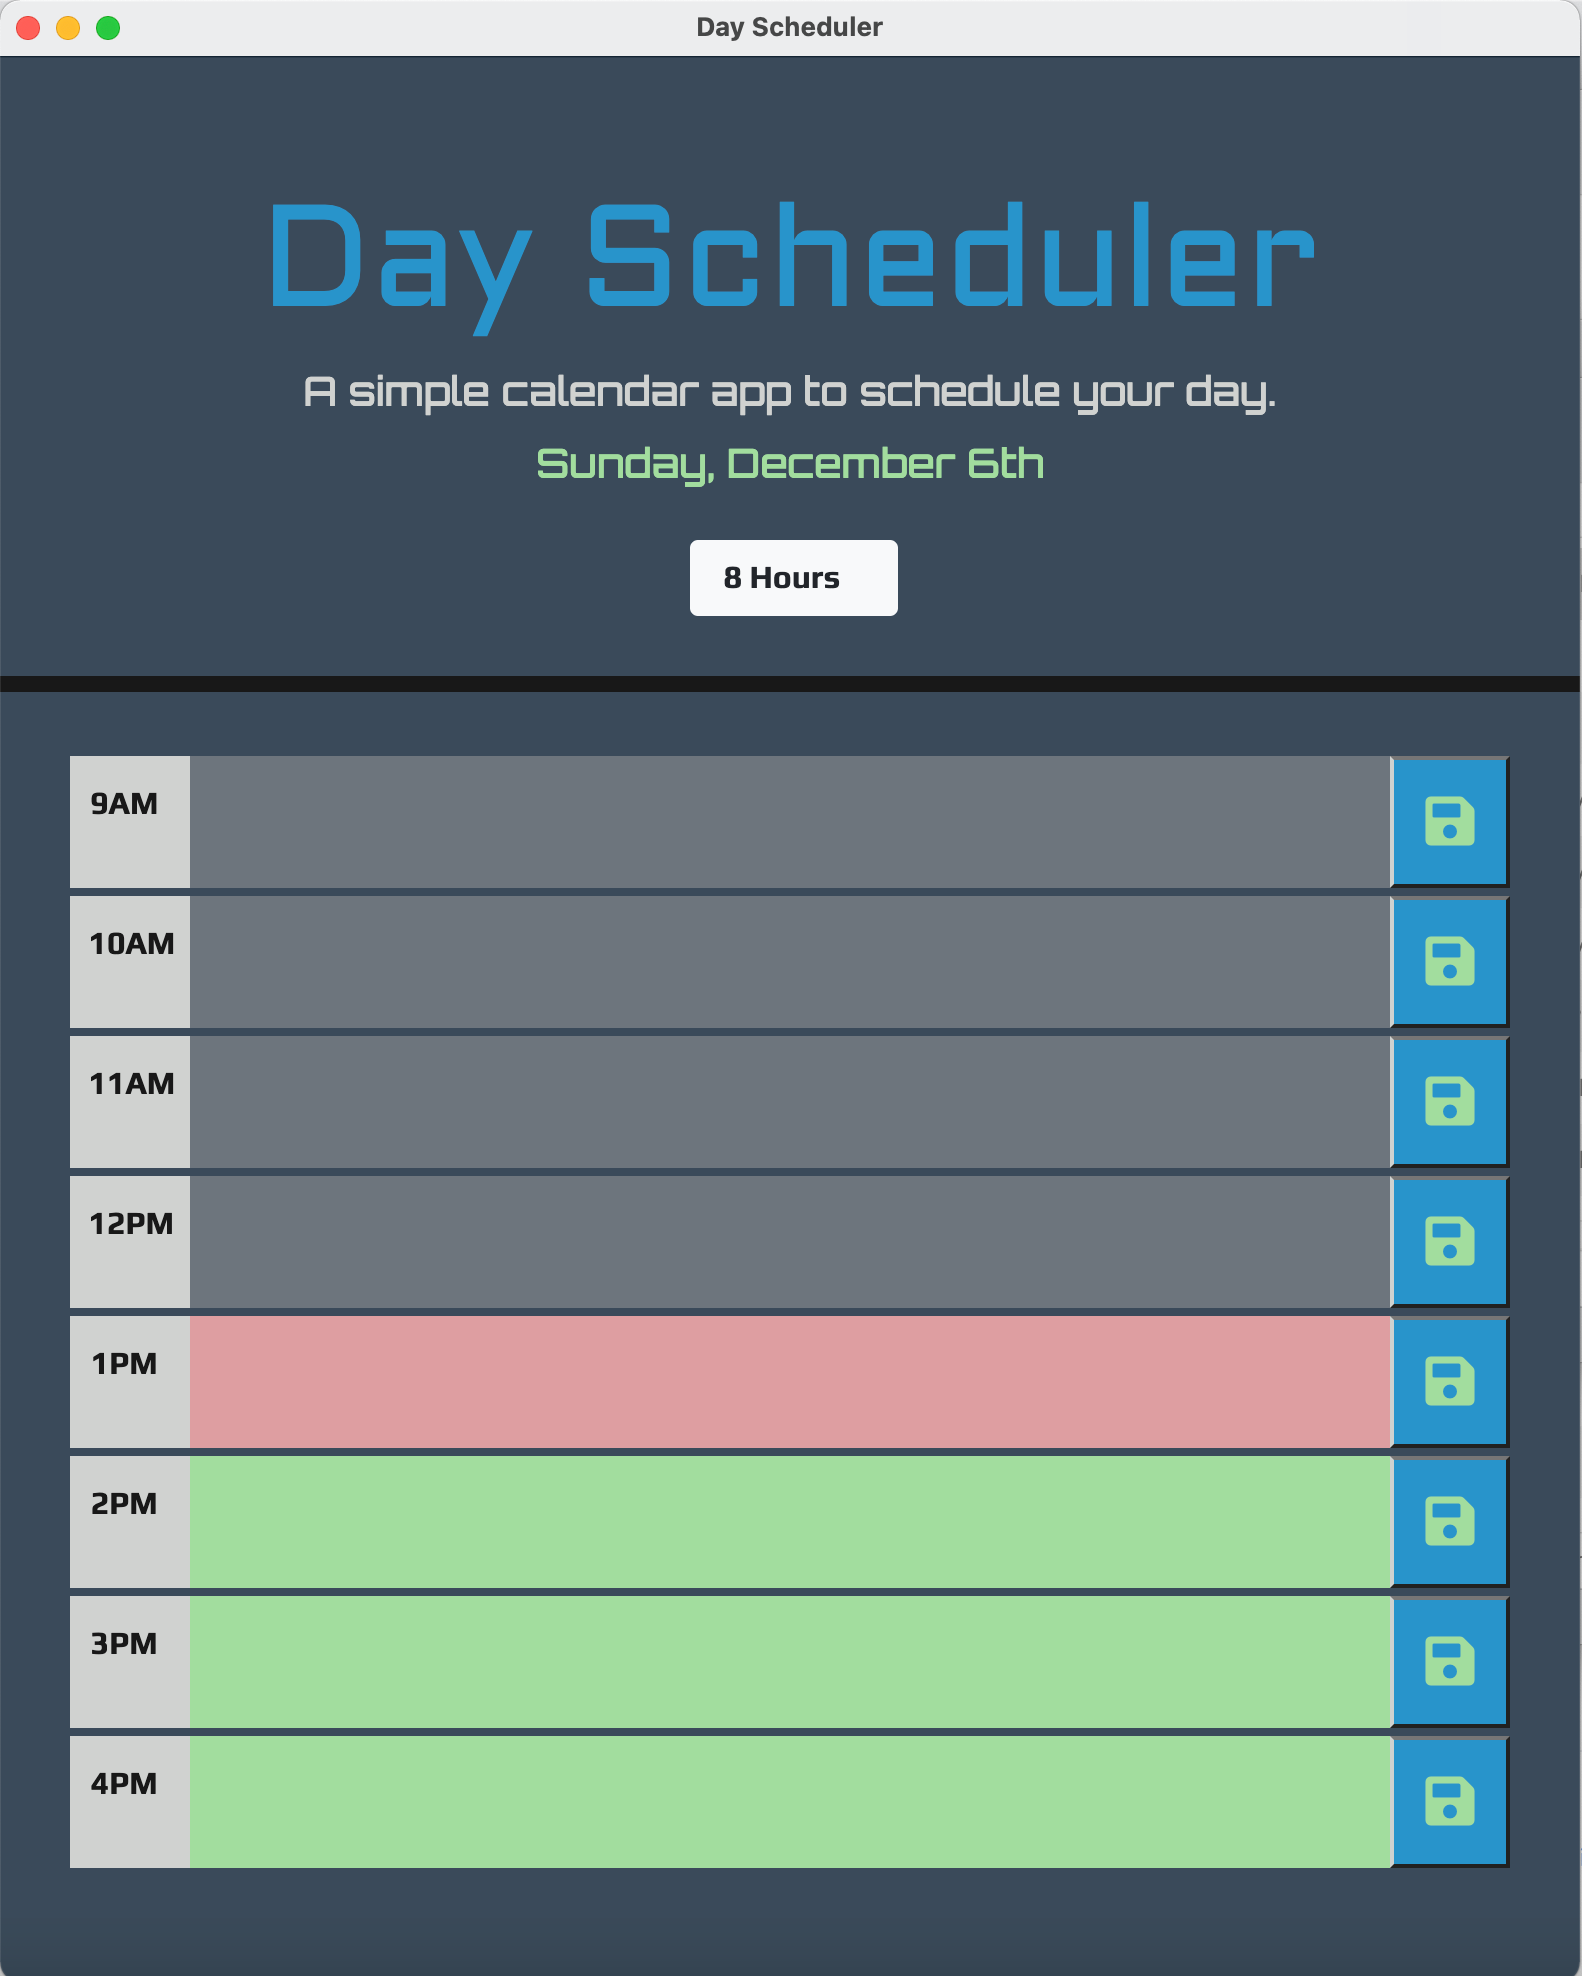 Day Scheduler
Day Scheduler
A simple calendar app to schedule your day.
Sunday, December 6th
8 Hours
9AM
10AM
11AM
12PM
1PM
2PM
3PM
4PM